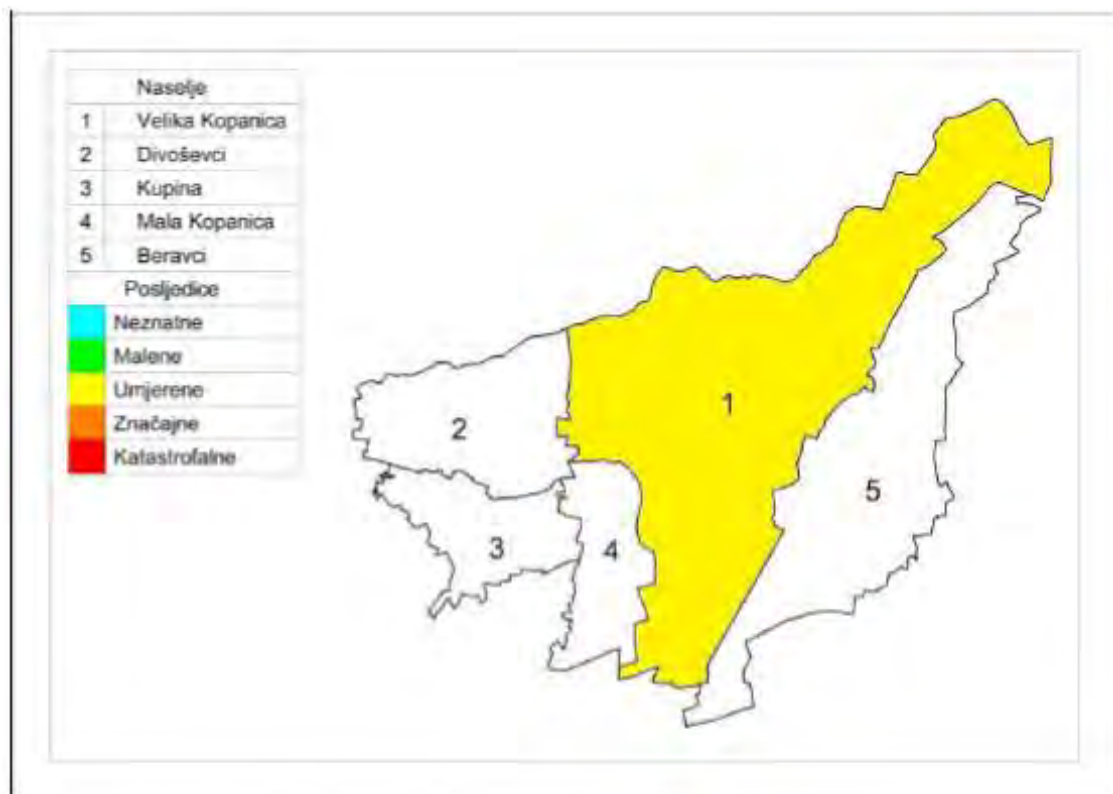 Naselje
1 Velika Kopanica
2 Divoševci
3 Kupina
4 Mala Kopanica
5 Beravci
Posljedice
Neznatne
Malene
Umjerene
Značajne
Katastrofalne
1
2
3
4
5